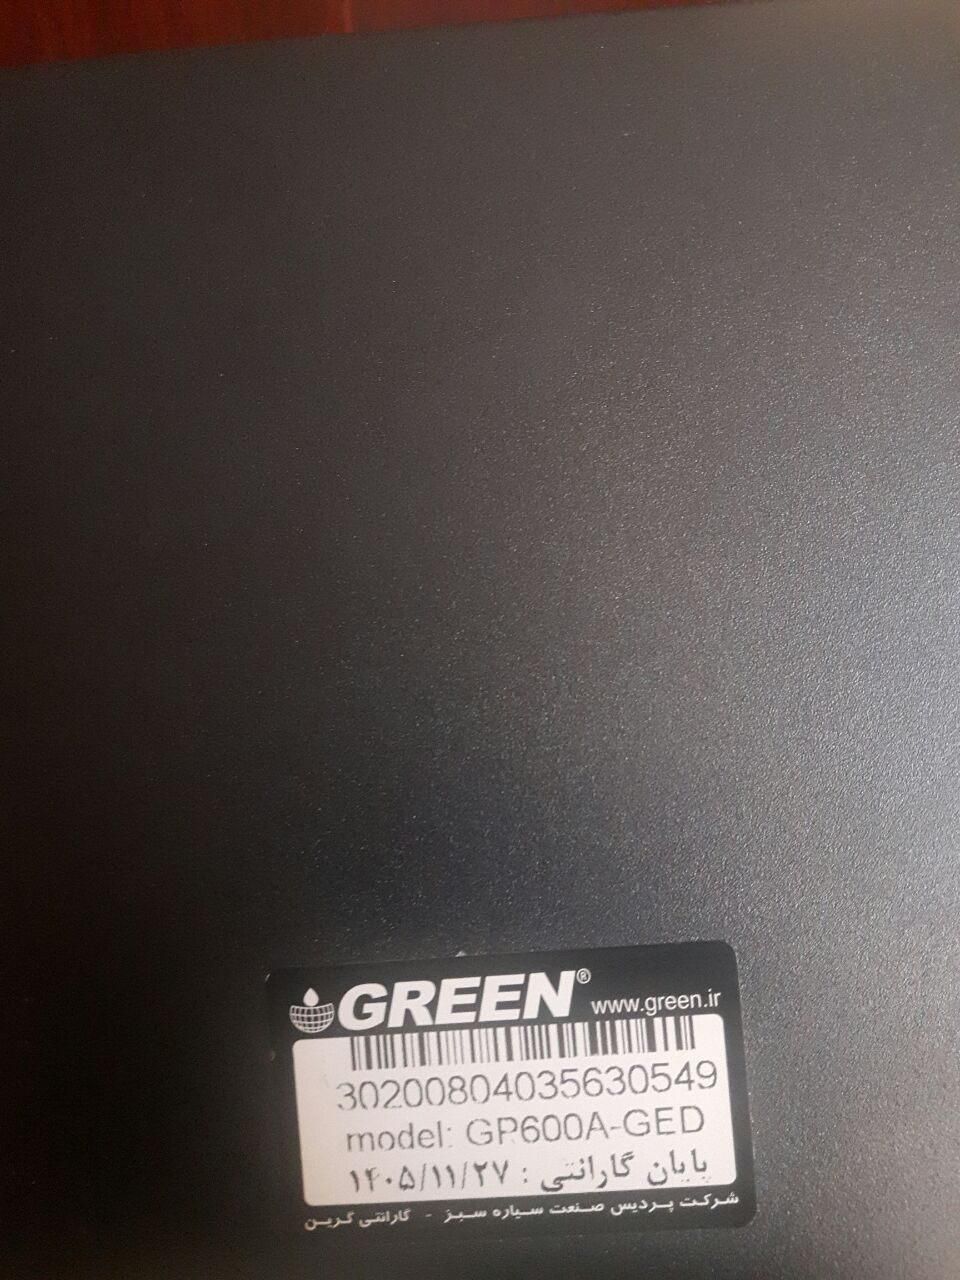 GREEN® www.green.ir
30200804035630549
model: GP600A-GED
پایان گارانتی : ۱۴۰۵/۱۱/۲۷
شرکت پردیس صنعت سیاره سبز - گارانتی گرین